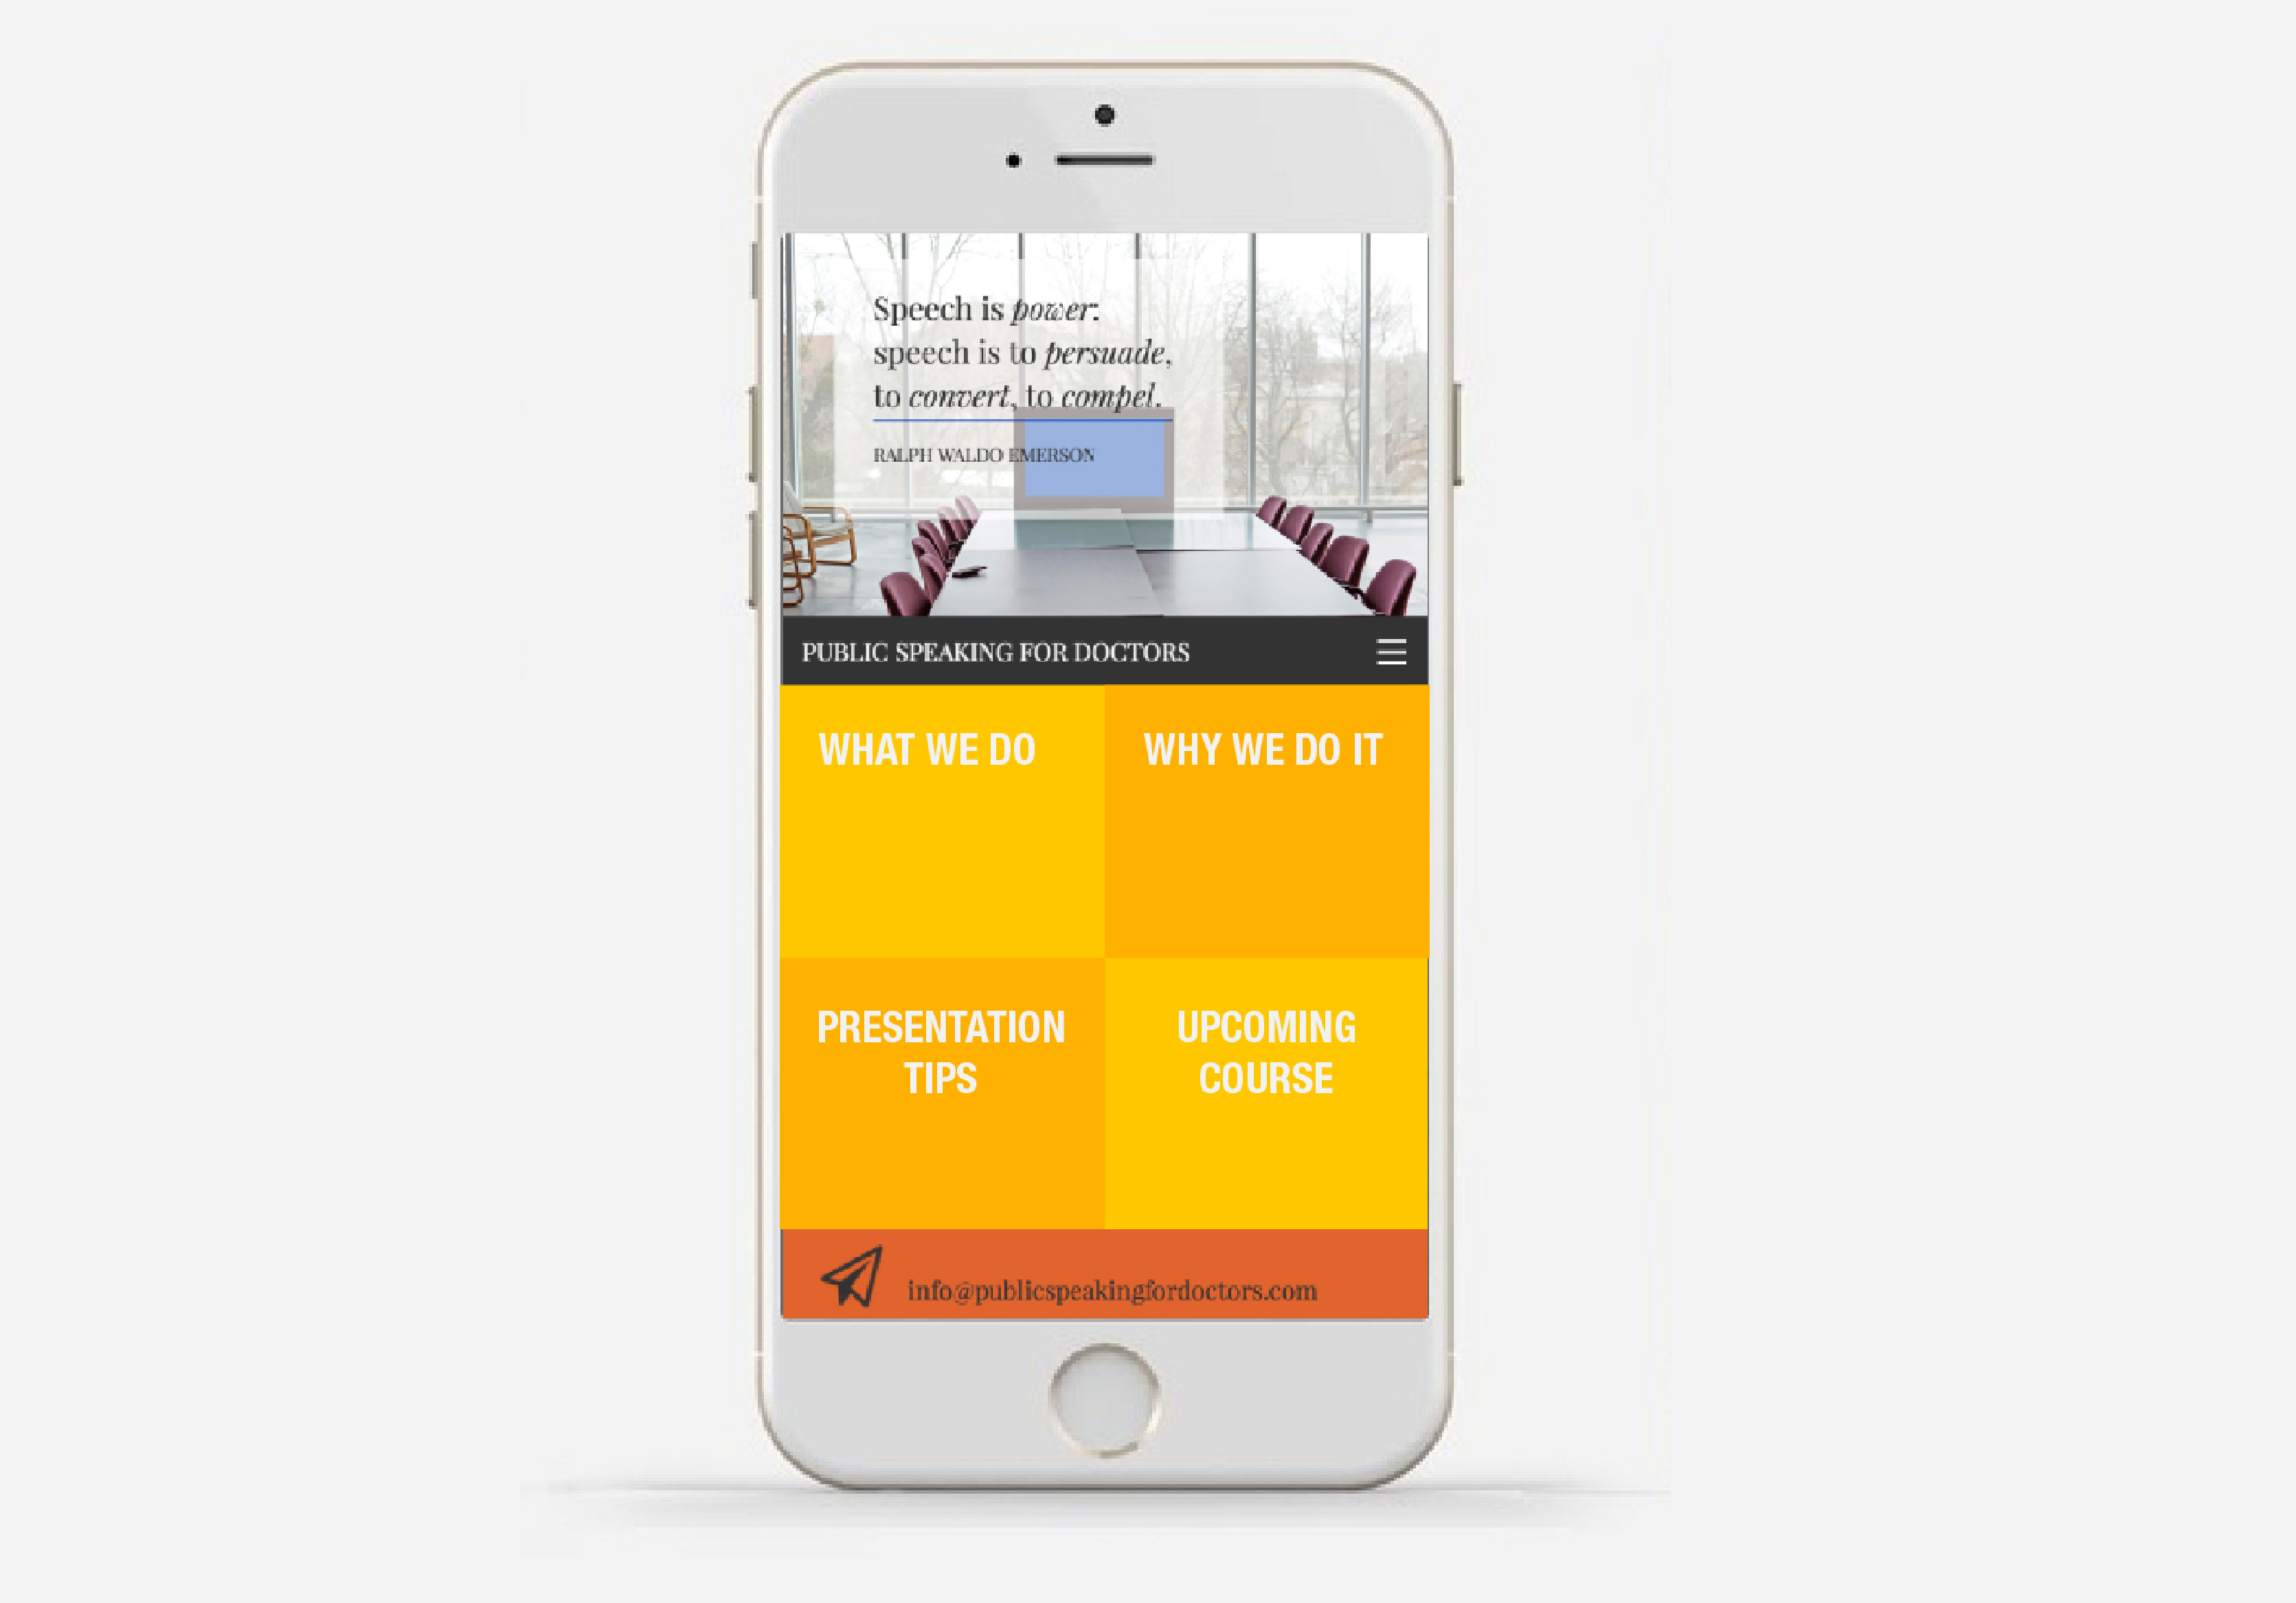 Speech is power:
speech is to persuade,
to convert, to compel.
RALPH WALDO EMERSON
PUBLIC SPEAKING FOR DOCTORS
WHAT WE DO
WHY WE DO IT
PRESENTATION
TIPS
UPCOMING
COURSE
info@publicspeakingfordoctors.com